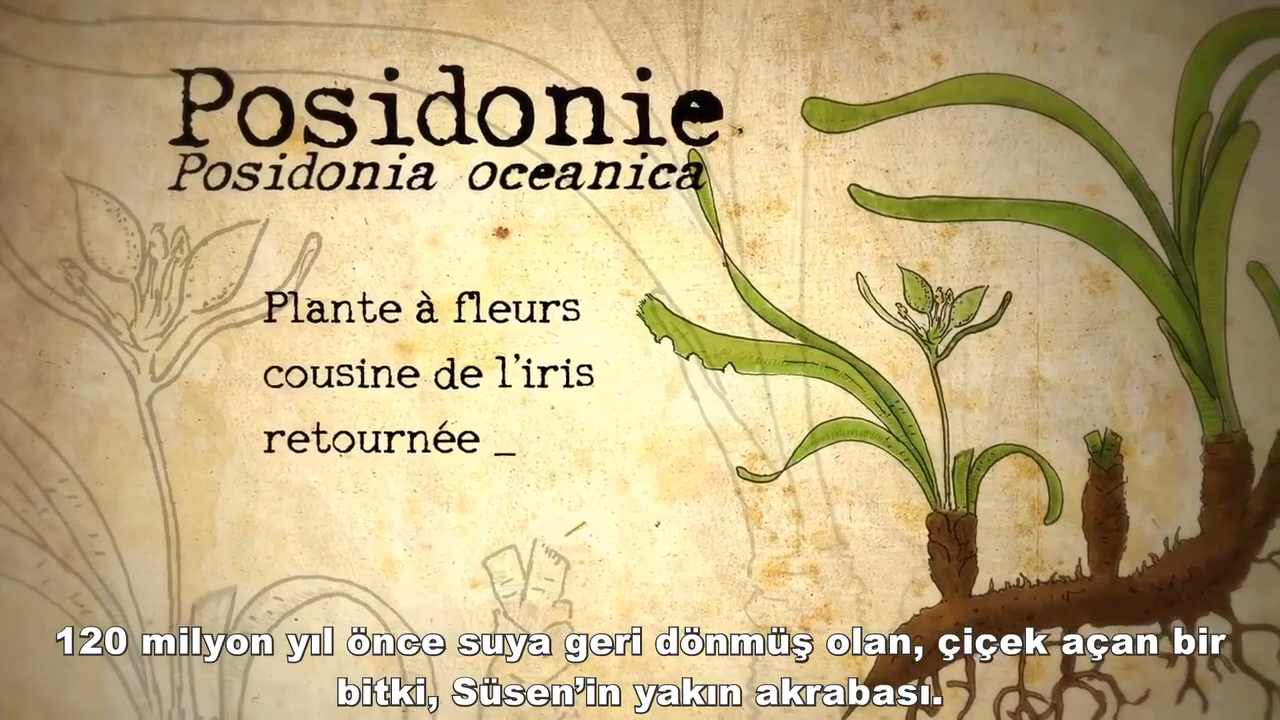 Posidonie
Posidonia oceanica
Plante à fleurs
cousine de l'iris
retournée _
120 milyon yıl önce suya geri dönmüş olan, çiçek açan bir
bitki, Süsen’in yakın akrabası.